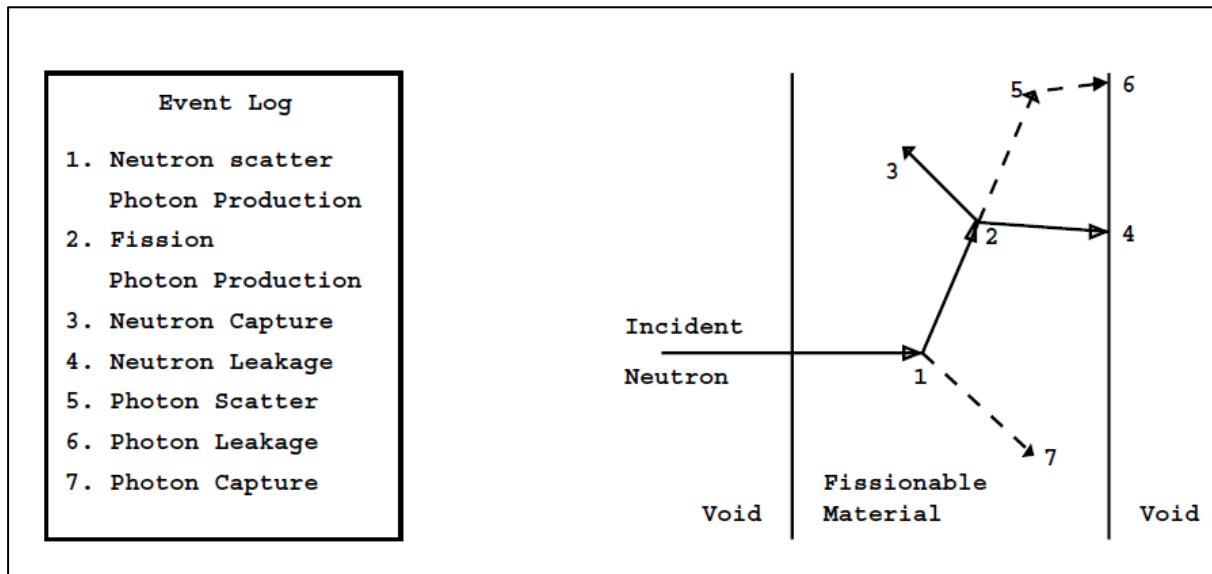 Event Log
1. Neutron scatter
Photon Production
2. Fission
Photon Production
3. Neutron Capture
4. Neutron Leakage
5. Photon Scatter
6. Photon Leakage
7. Photon Capture
5
6
3
2
4
Incident
Neutron
1
7
Fissionable
Void Material Void